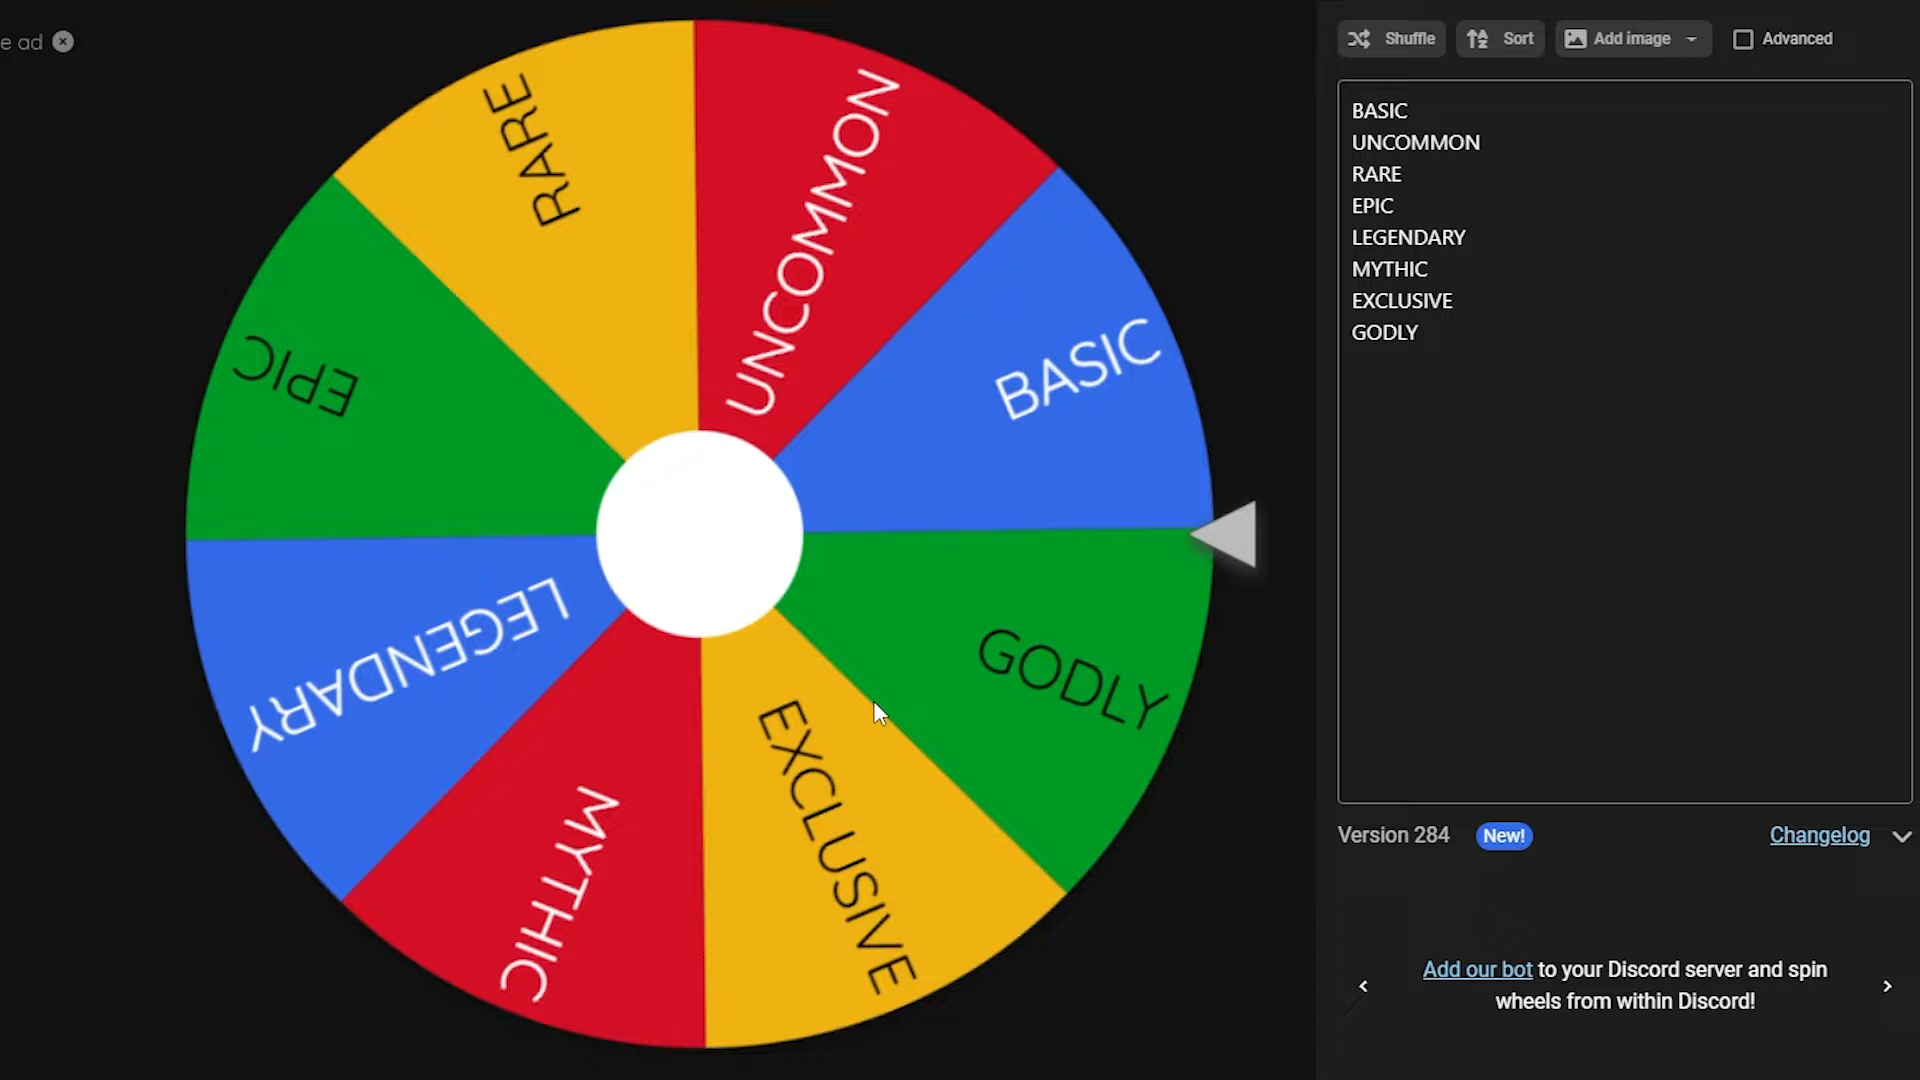 e ad
RARE
UNCOMMON
BASIC
EPIC
LEGENDARY
GODLY
MYTHIC
EXCLUSIVE
Shuffle
Sort
Add image
Advanced
BASIC
UNCOMMON
RARE
EPIC
LEGENDARY
MYTHIC
EXCLUSIVE
GODLY
Version 284 New! Changelog
Add our bot to your Discord server and spin
wheels from within Discord!